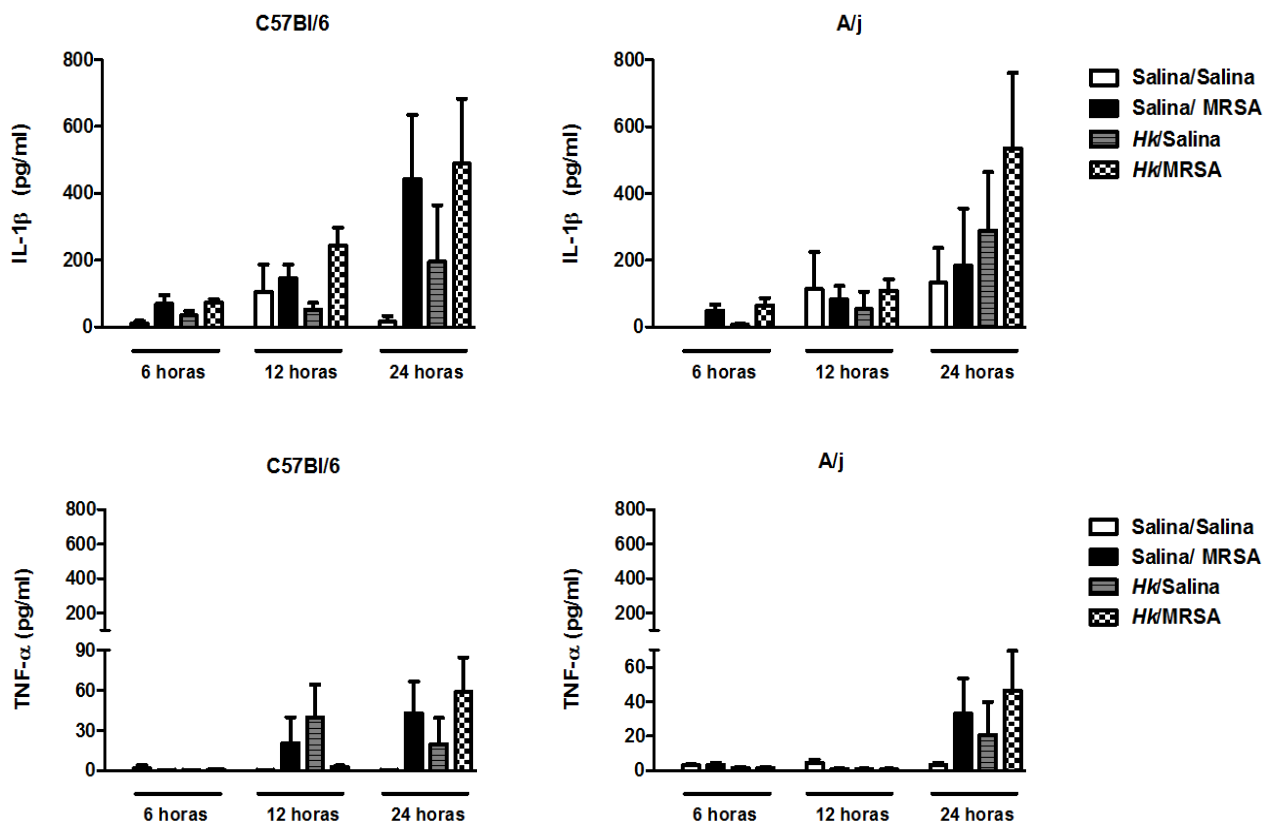 C57Bl/6
800
600
400
200
0
IL-1β (pg/ml)
6 horas
12 horas
24 horas
A/j
800
600
400
200
0
IL-1β (pg/ml)
6 horas
12 horas
24 horas
Salina/Salina
Salina/ MRSA
Hk/Salina
Hk/MRSA
C57Bl/6
800
600
400
200
90
60
30
0
TNF-α (pg/ml)
6 horas
12 horas
24 horas
A/j
800
600
400
200
60
40
20
0
TNF-α (pg/ml)
6 horas
12 horas
24 horas
Salina/Salina
Salina/ MRSA
Hk/Salina
Hk/MRSA